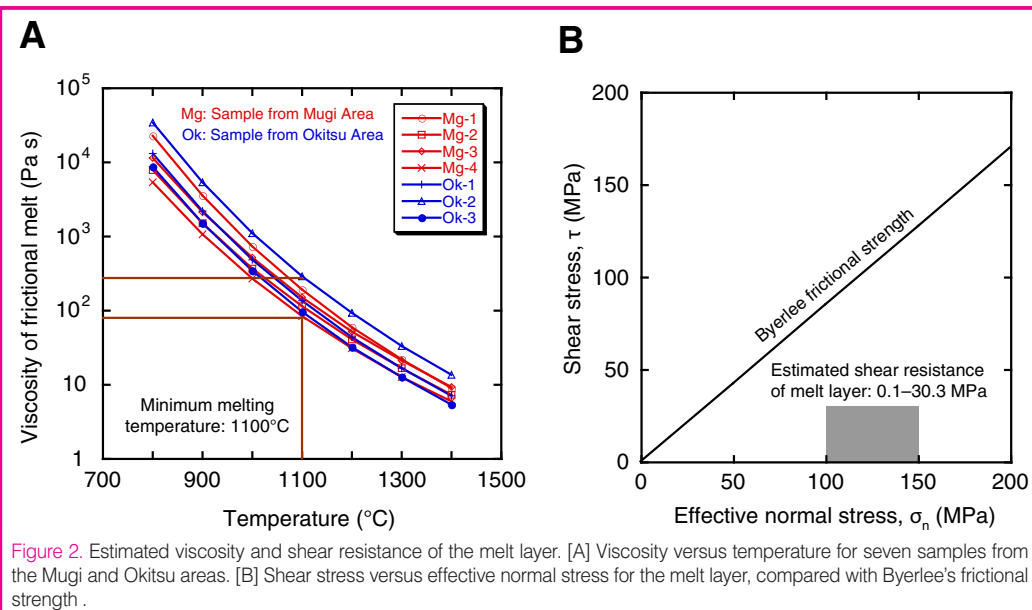 A
Viscosity of frictional melt (Pa s)
10^5
10^4
10^3
10^2
10
1
Mg: Sample from Mugi Area
Ok: Sample from Okitsu Area
Mg-1
Mg-2
Mg-3
Mg-4
Ok-1
Ok-2
Ok-3
Minimum melting
temperature: 1100°C
700 900 1100 1300 1500
Temperature (°C)
B
Shear stress, τ (MPa)
200
150
100
50
0
Byerlee frictional strength
Estimated shear resistance
of melt layer: 0.1–30.3 MPa
0 50 100 150 200
Effective normal stress, σn (MPa)
Figure 2. Estimated viscosity and shear resistance of the melt layer. [A] Viscosity versus temperature for seven samples from
the Mugi and Okitsu areas. [B] Shear stress versus effective normal stress for the melt layer, compared with Byerlee's frictional
strength .